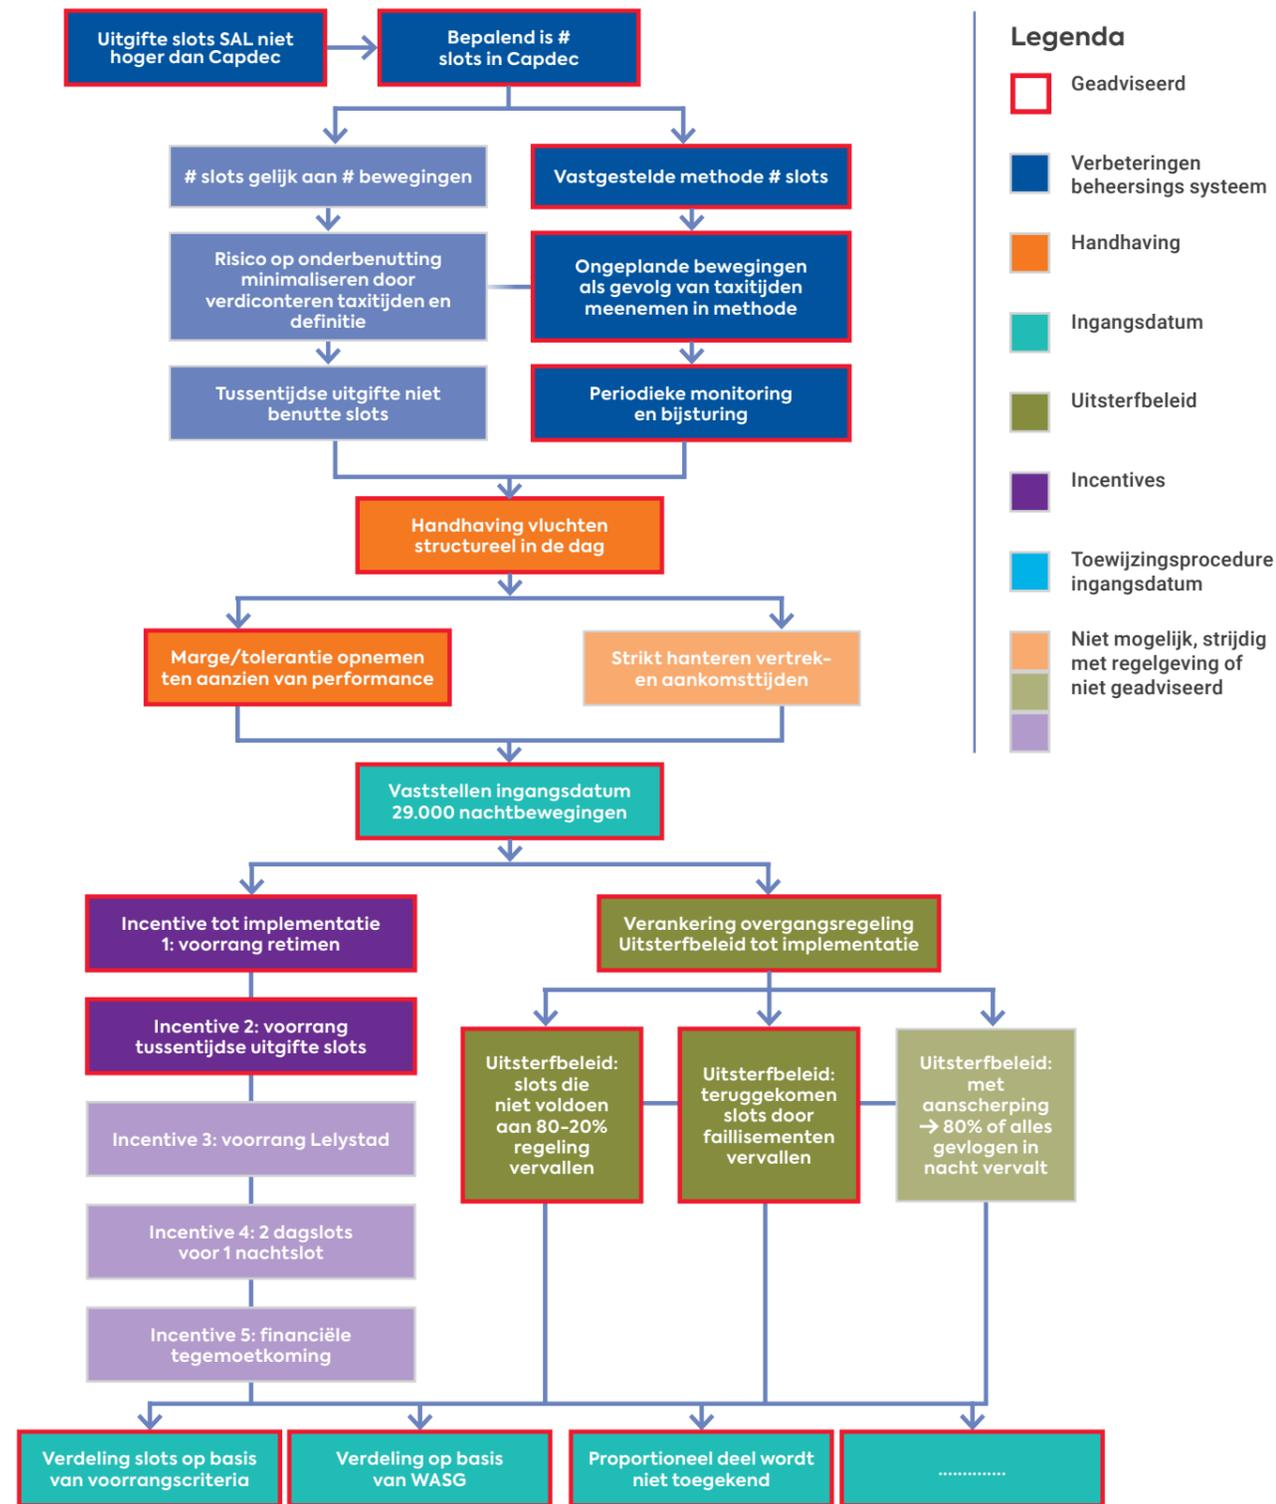 Uitgifte slots SAL niet
hoger dan Capdec
Bepalend is #
slots in Capdec
# slots gelijk aan # bewegingen
Vastgestelde methode # slots
Risico op onderbenutting
minimaliseren door
verdiconteren taxitijden en
definitie
Ongeplande bewegingen
als gevolg van taxitijden
meenemen in methode
Tussentijdse uitgifte niet
benutte slots
Periodieke monitoring
en bijsturing
Handhaving vluchten
structureel in de dag
Marge/tolerantie opnemen
ten aanzien van performance
Strikt hanteren vertrek-
en aankomsttijden
Vaststellen ingangsdatum
29.000 nachtbewegingen
Incentive tot implementatie
1: voorrang retimen
Verankering overgangsregeling
Uitsterfbeleid tot implementatie
Incentive 2: voorrang
tussentijdse uitgifte slots
Incentive 3: voorrang Lelystad
Incentive 4: 2 dagslots
voor 1 nachtslot
Incentive 5: financiële
tegemoetkoming
Uitsterfbeleid:
slots die
niet voldoen
aan 80-20%
regeling
vervallen
Uitsterfbeleid:
teruggekomen
slots door
faillisementen
vervallen
Uitsterfbeleid:
met
aanscherping
→ 80% of alles
gevlogen in
nacht vervalt
Verdeling slots op basis
van voorrangscriteria
Verdeling op basis
van WASG
Proportioneel deel wordt
niet toegekend
..............
Legenda
Geadviseerd
Verbeteringen
beheersings systeem
Handhaving
Ingangsdatum
Uitsterfbeleid
Incentives
Toewijzingsprocedure
ingangsdatum
Niet mogelijk, strijdig
met regelgeving of
niet geadviseerd